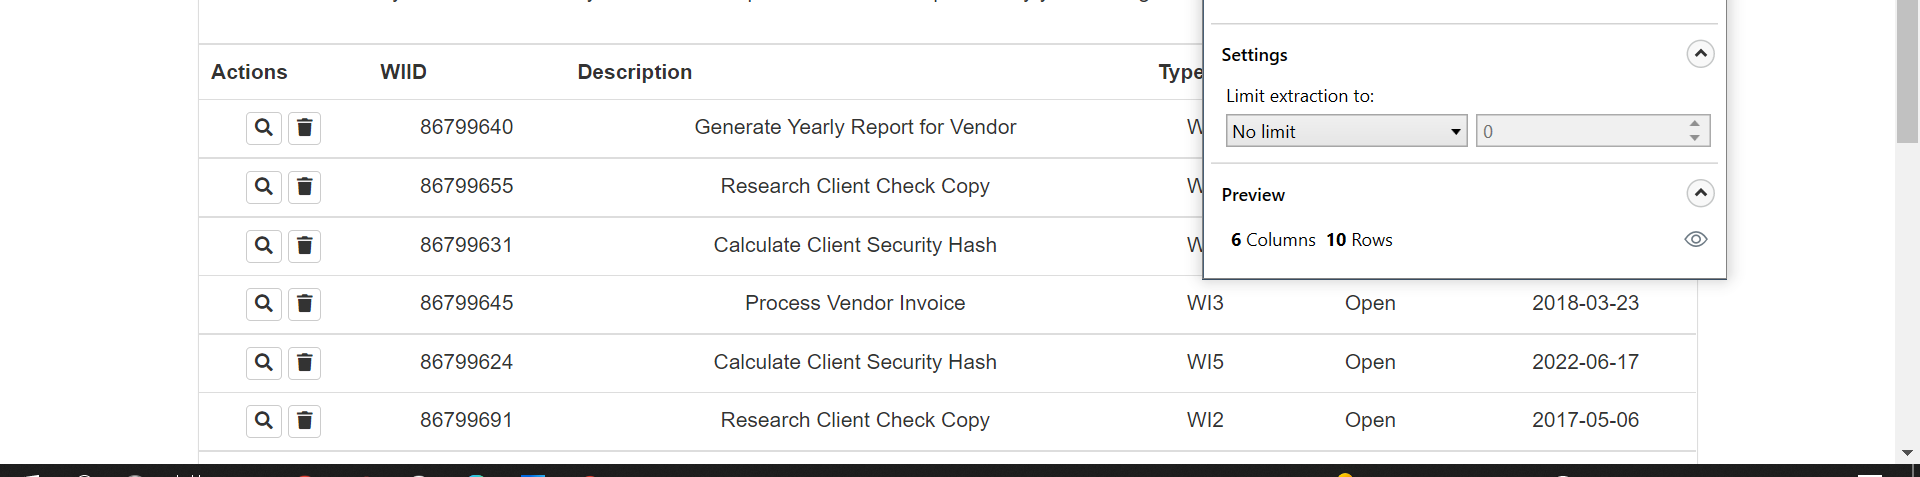 Actions WIID Description Type
86799640 Generate Yearly Report for Vendor
86799655 Research Client Check Copy
86799631 Calculate Client Security Hash
86799645 Process Vendor Invoice WI3 Open 2018-03-23
86799624 Calculate Client Security Hash WI5 Open 2022-06-17
86799691 Research Client Check Copy WI2 Open 2017-05-06
Settings
Limit extraction to:
No limit 0
Preview
6 Columns 10 Rows